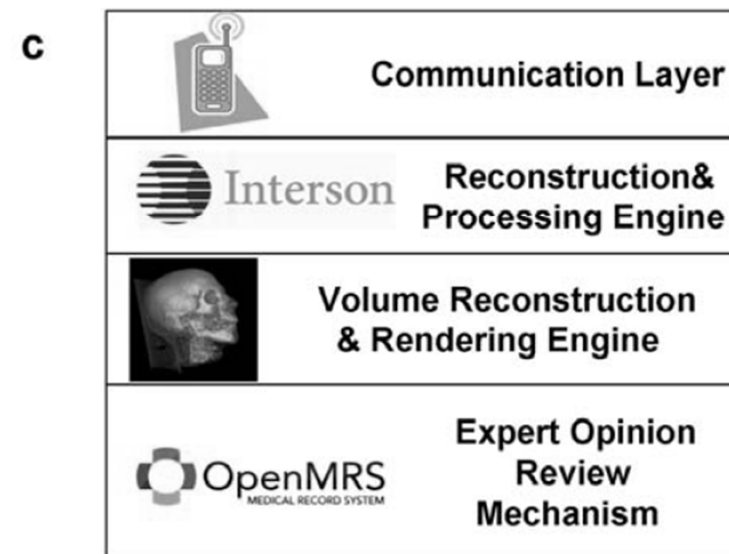 c
Communication Layer
Interson
Reconstruction&
Processing Engine
Volume Reconstruction
& Rendering Engine
OpenMRS
MEDICAL RECORD SYSTEM
Expert Opinion
Review
Mechanism